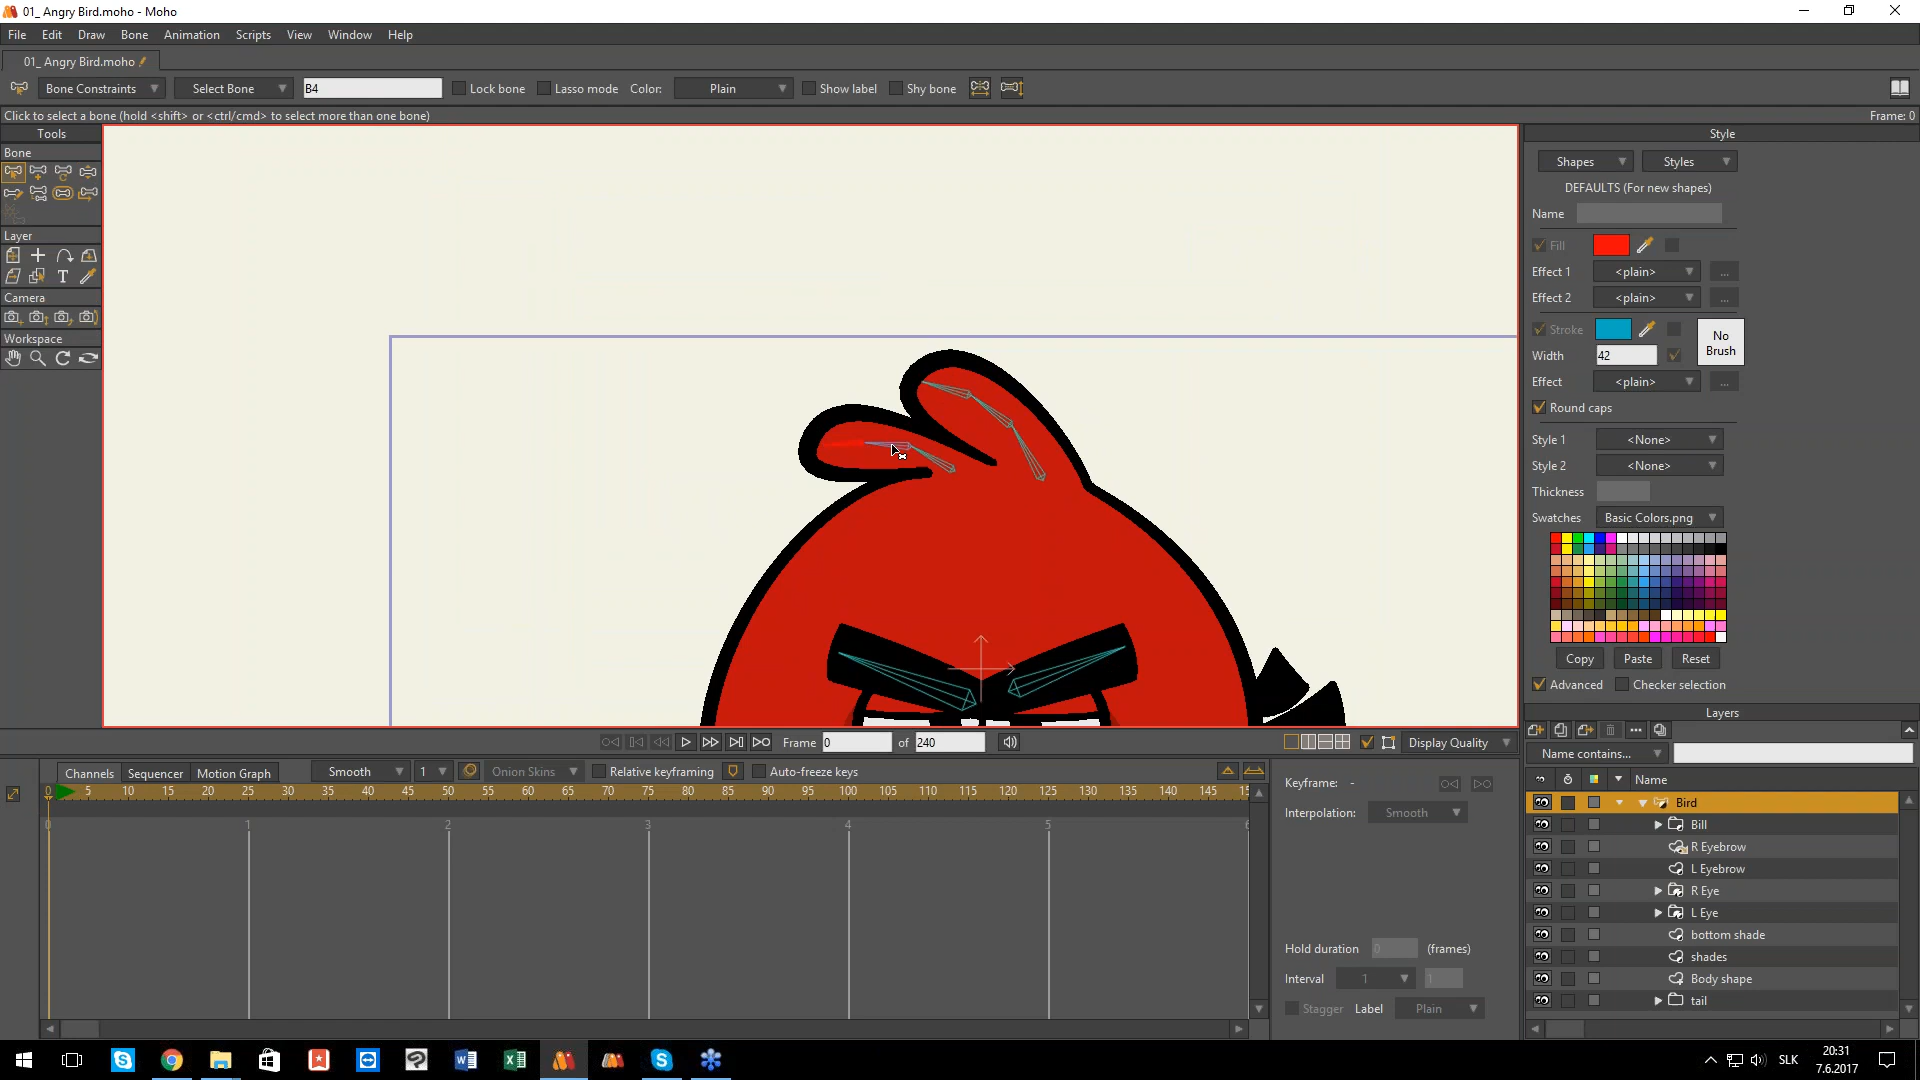 01_ Angry Bird.moho - Moho
File Edit Draw Bone Animation Scripts View Window Help
01_ Angry Bird.moho
Bone Constraints Select Bone B4 Lock bone Lasso mode Color: Plain Show label Shy bone
Click to select a bone (hold <shift> or <ctrl/cmd> to select more than one bone) Frame: 0
Tools
Bone
Layer
T
Camera
Workspace
Style
Shapes Styles
DEFAULTS (For new shapes)
Name
Fill
Effect 1 <plain> ...
Effect 2 <plain> ...
Stroke No Brush
Width 42
Effect <plain> ...
Round caps
Style 1 <None>
Style 2 <None>
Thickness
Swatches Basic Colors.png
Copy Paste Reset
Advanced Checker selection
Layers
Name contains...
Name
Bird
Bill
R Eyebrow
L Eyebrow
R Eye
L Eye
bottom shade
shades
Body shape
tail
Frame 0 of 240 Display Quality
Channels Sequencer Motion Graph Smooth 1 Onion Skins Relative keyframing Auto-freeze keys
0 5 10 15 20 25 30 35 40 45 50 55 60 65 70 75 80 85 90 95 100 105 110 115 120 125 130 135 140 145
0 1 2 3 4 5
Keyframe: -
Interpolation: Smooth
Hold duration 0 (frames)
Interval 1 1
Stagger Label Plain
SLK 20:31
7.6.2017